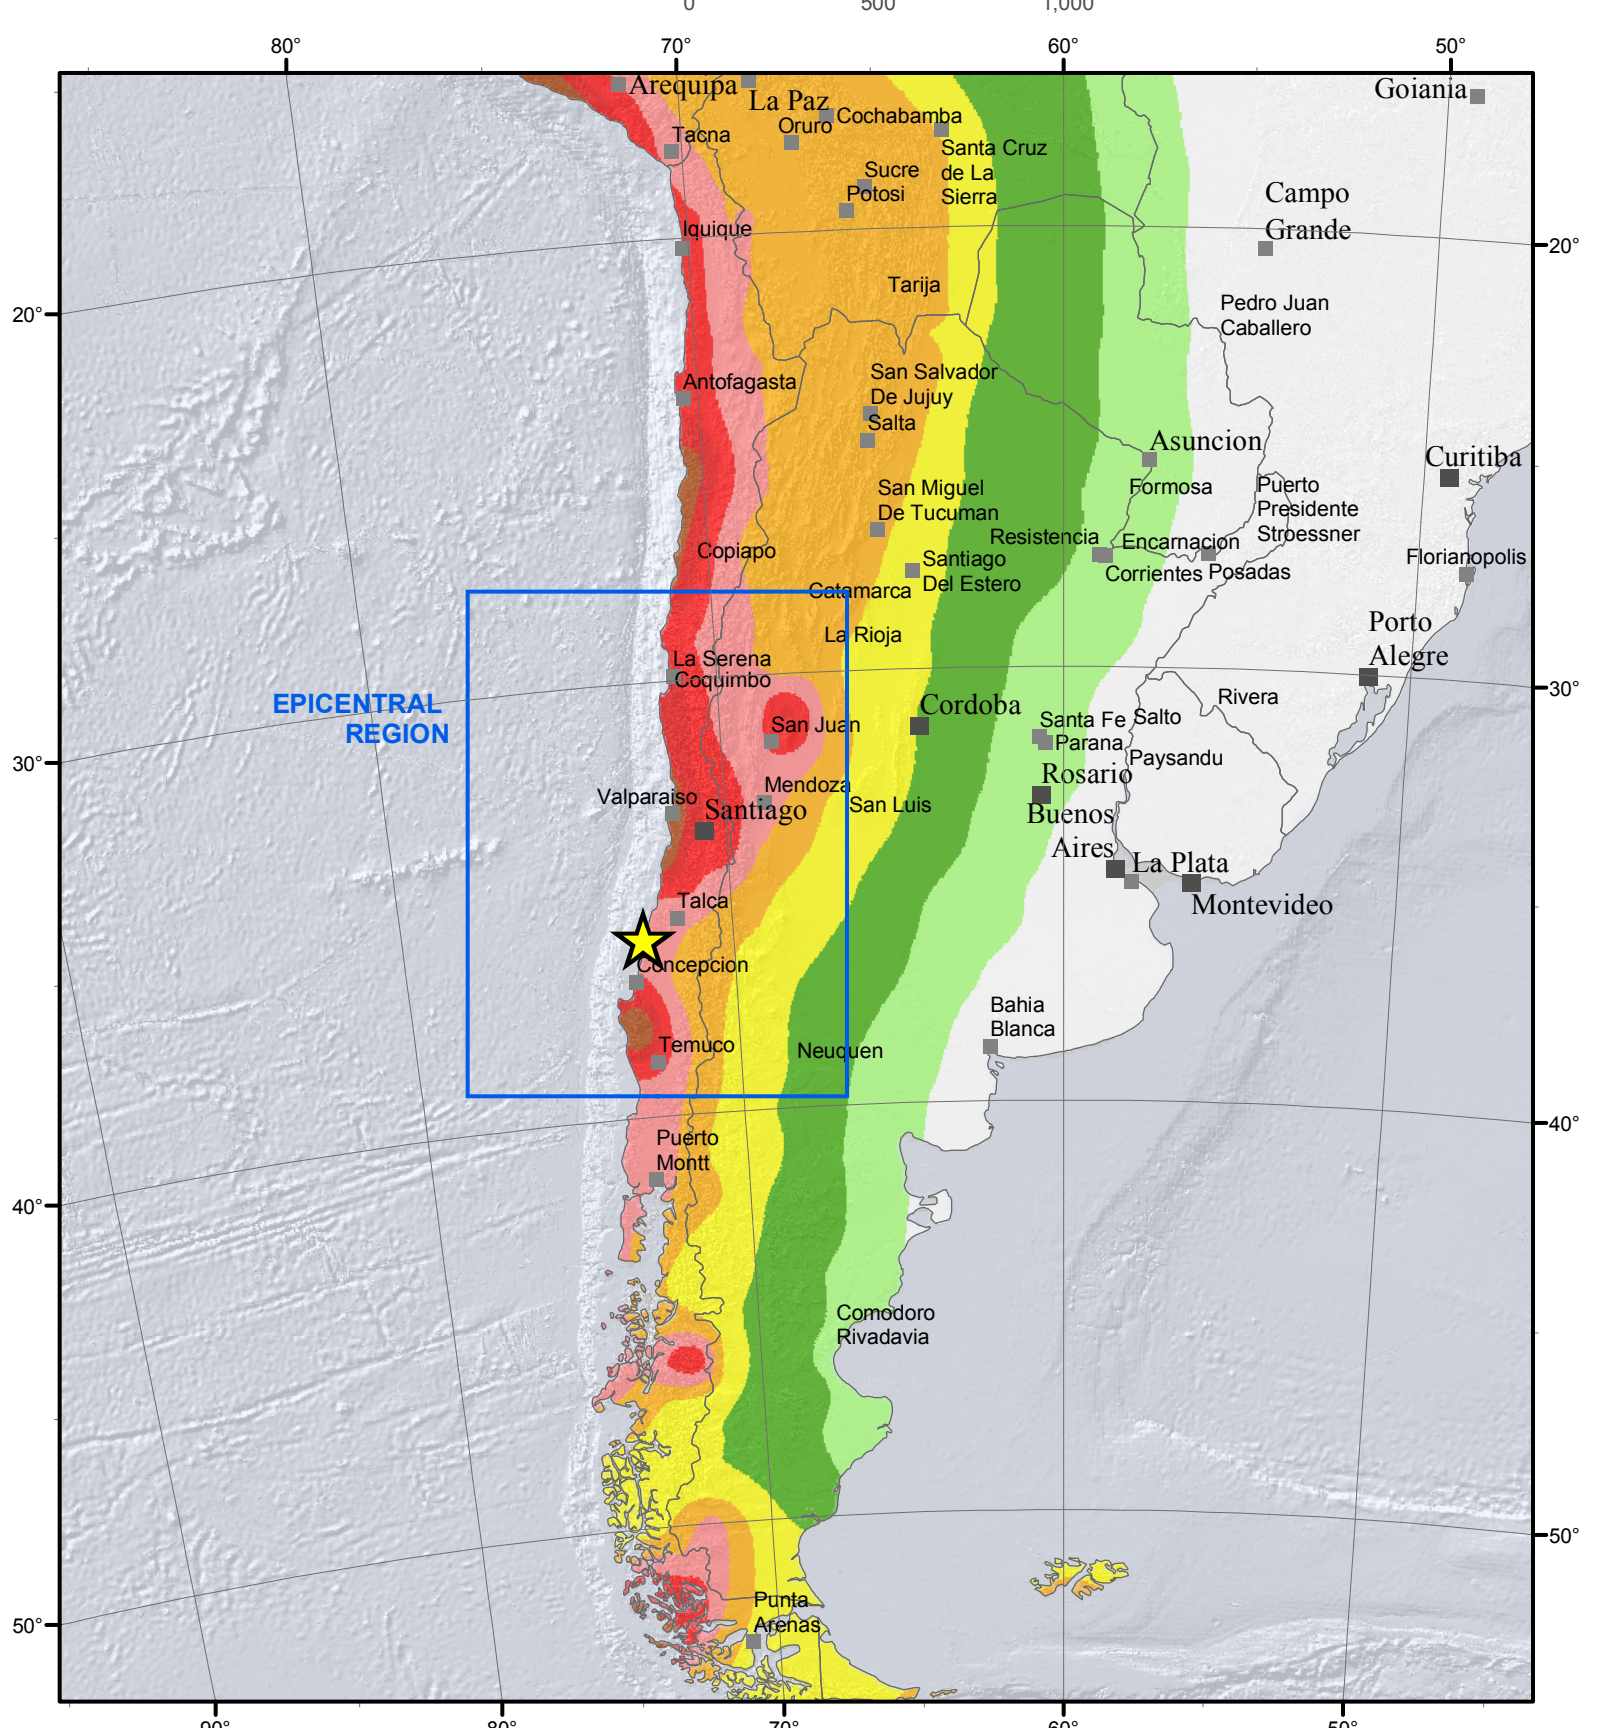 0 500 1,000
80° 70° 60° 50°
Arequipa
La Paz
Goiania
Cochabamba
Oruro
Tacna
Santa Cruz
de La
Sierra
Sucre
Potosi
Campo
Grande
Iquique
20°
Tarija
Pedro Juan
Caballero
20°
San Salvador
De Jujuy
Antofagasta
Salta
Asuncion
Curitiba
San Miguel
De Tucuman
Formosa
Puerto
Presidente
Stroessner
Resistencia
Encarnacion
Copiapo
Santiago
Del Estero
Corrientes
Posadas
Florianopolis
Catamarca
La Rioja
Porto
Alegre
La Serena
Coquimbo
30°
EPICENTRAL
REGION
Cordoba
Rivera
San Juan
Santa Fe
Salto
Parana
Paysandu
30°
Rosario
Mendoza
Valparaiso
Santiago
San Luis
Buenos
Aires
La Plata
Montevideo
Talca
Concepcion
Bahia
Blanca
Temuco
Neuquen
40°
Puerto
Montt
40°
Comodoro
Rivadavia
50°
Punta
Arenas
50°
90° 80° 70° 60° 50°